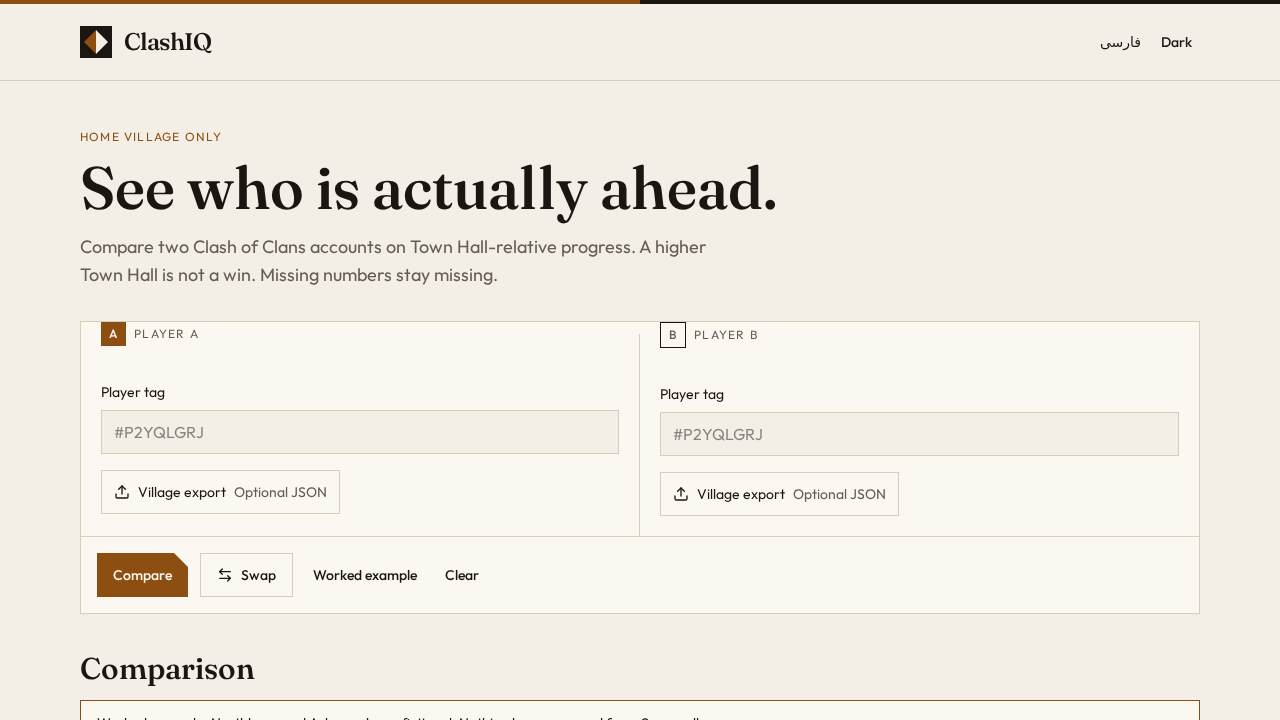 ClashIQ
فارسی
Dark
HOME VILLAGE ONLY
See who is actually ahead.
Compare two Clash of Clans accounts on Town Hall-relative progress. A higher
Town Hall is not a win. Missing numbers stay missing.
A PLAYER A
Player tag
#P2YQLGRJ
Village export Optional JSON
B PLAYER B
Player tag
#P2YQLGRJ
Village export Optional JSON
Compare
Swap
Worked example
Clear
Comparison